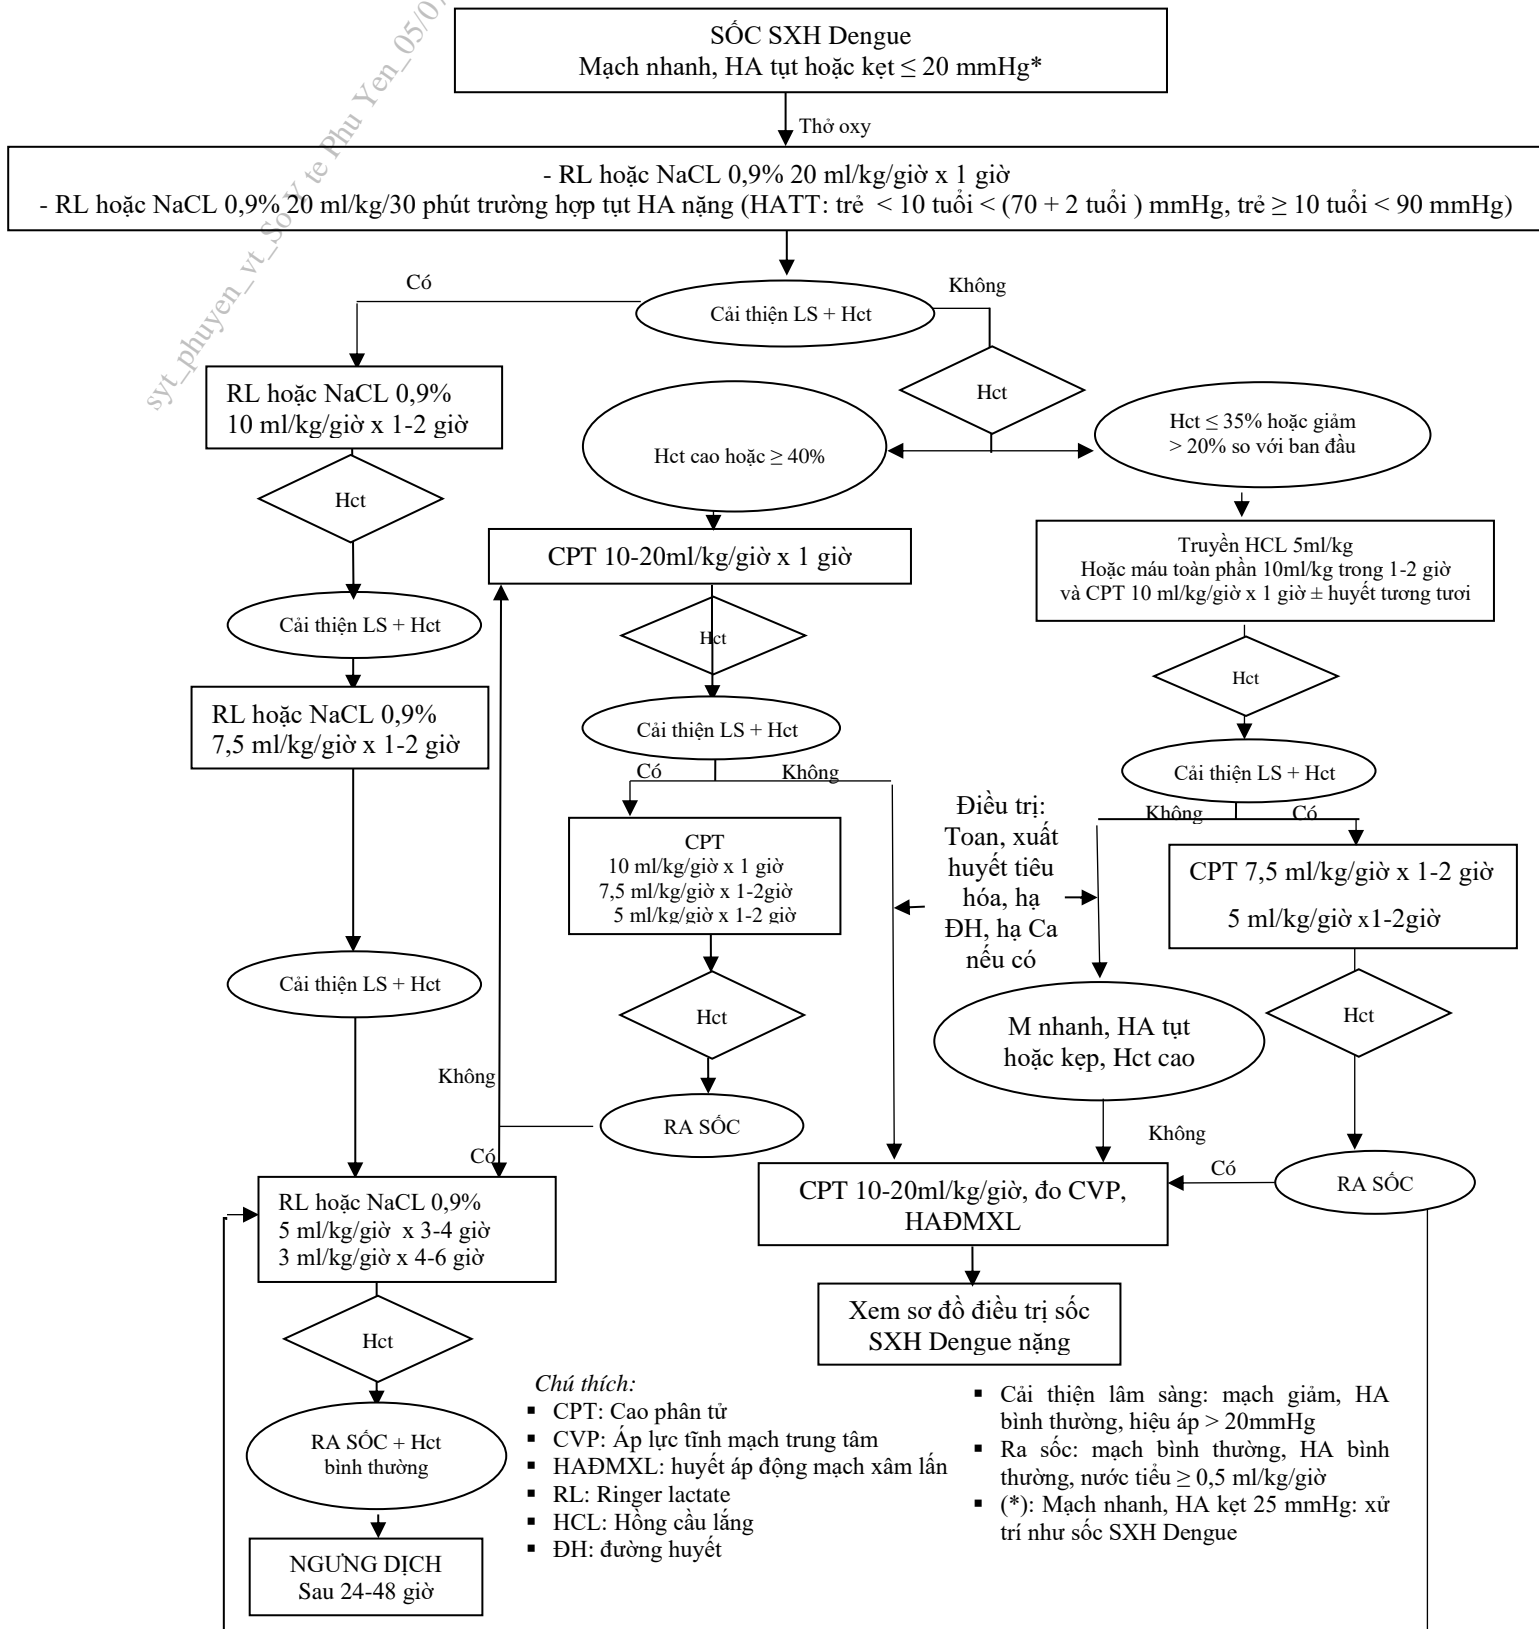 syt_phuyen_vt_So Y te Phu Yen_05/07
SỐC SXH Dengue
Mạch nhanh, HA tụt hoặc kẹt ≤ 20 mmHg*
Thở oxy
- RL hoặc NaCL 0,9% 20 ml/kg/giờ x 1 giờ
- RL hoặc NaCL 0,9% 20 ml/kg/30 phút trường hợp tụt HA nặng (HATT: trẻ < 10 tuổi < (70 + 2 tuổi ) mmHg, trẻ ≥ 10 tuổi < 90 mmHg)
Có
Cải thiện LS + Hct
Không
RL hoặc NaCL 0,9%
10 ml/kg/giờ x 1-2 giờ
Hct
Hct cao hoặc ≥ 40%
Hct ≤ 35% hoặc giảm
> 20% so với ban đầu
Hct
CPT 10-20ml/kg/giờ x 1 giờ
Truyền HCL 5ml/kg
Hoặc máu toàn phần 10ml/kg trong 1-2 giờ
và CPT 10 ml/kg/giờ x 1 giờ ± huyết tương tươi
Cải thiện LS + Hct
Hct
Hct
RL hoặc NaCL 0,9%
7,5 ml/kg/giờ x 1-2 giờ
Cải thiện LS + Hct
Có
Không
Cải thiện LS + Hct
Không
Có
CPT
10 ml/kg/giờ x 1 giờ
7,5 ml/kg/giờ x 1-2giờ
5 ml/kg/giờ x 1-2 giờ
Điều trị:
Toan, xuất
huyết tiêu
hóa, hạ
ĐH, hạ Ca
nếu có
CPT 7,5 ml/kg/giờ x 1-2 giờ
5 ml/kg/giờ x1-2giờ
Cải thiện LS + Hct
Hct
M nhanh, HA tụt
hoặc kẹp, Hct cao
Hct
Không
RA SỐC
Không
Có
Có
RA SỐC
RL hoặc NaCL 0,9%
5 ml/kg/giờ x 3-4 giờ
3 ml/kg/giờ x 4-6 giờ
CPT 10-20ml/kg/giờ, đo CVP,
HAĐMXL
Hct
Xem sơ đồ điều trị sốc
SXH Dengue nặng
RA SỐC + Hct
bình thường
NGƯNG DỊCH
Sau 24-48 giờ
Chú thích:
▪ CPT: Cao phân tử
▪ CVP: Áp lực tĩnh mạch trung tâm
▪ HAĐMXL: huyết áp động mạch xâm lấn
▪ RL: Ringer lactate
▪ HCL: Hồng cầu lắng
▪ ĐH: đường huyết
▪ Cải thiện lâm sàng: mạch giảm, HA
bình thường, hiệu áp > 20mmHg
▪ Ra sốc: mạch bình thường, HA bình
thường, nước tiểu ≥ 0,5 ml/kg/giờ
▪ (*): Mạch nhanh, HA kẹt 25 mmHg: xử
trí như sốc SXH Dengue